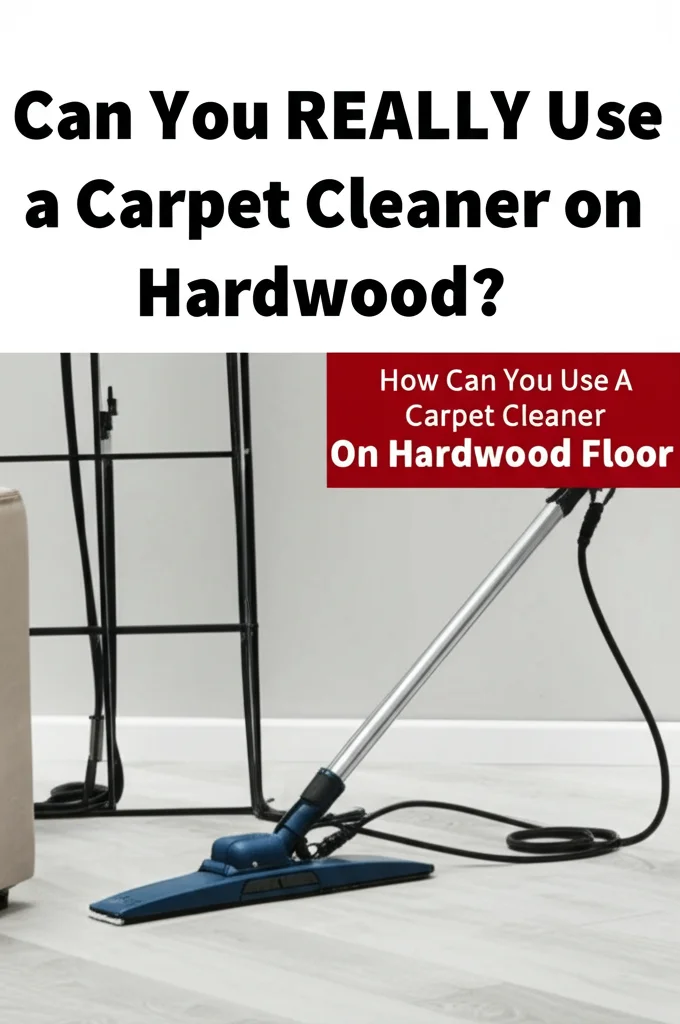 Can You REALLY Use
a Carpet Cleaner on
Hardwood?
How Can You Use A
Carpet Cleaner
On Hardwood Floor